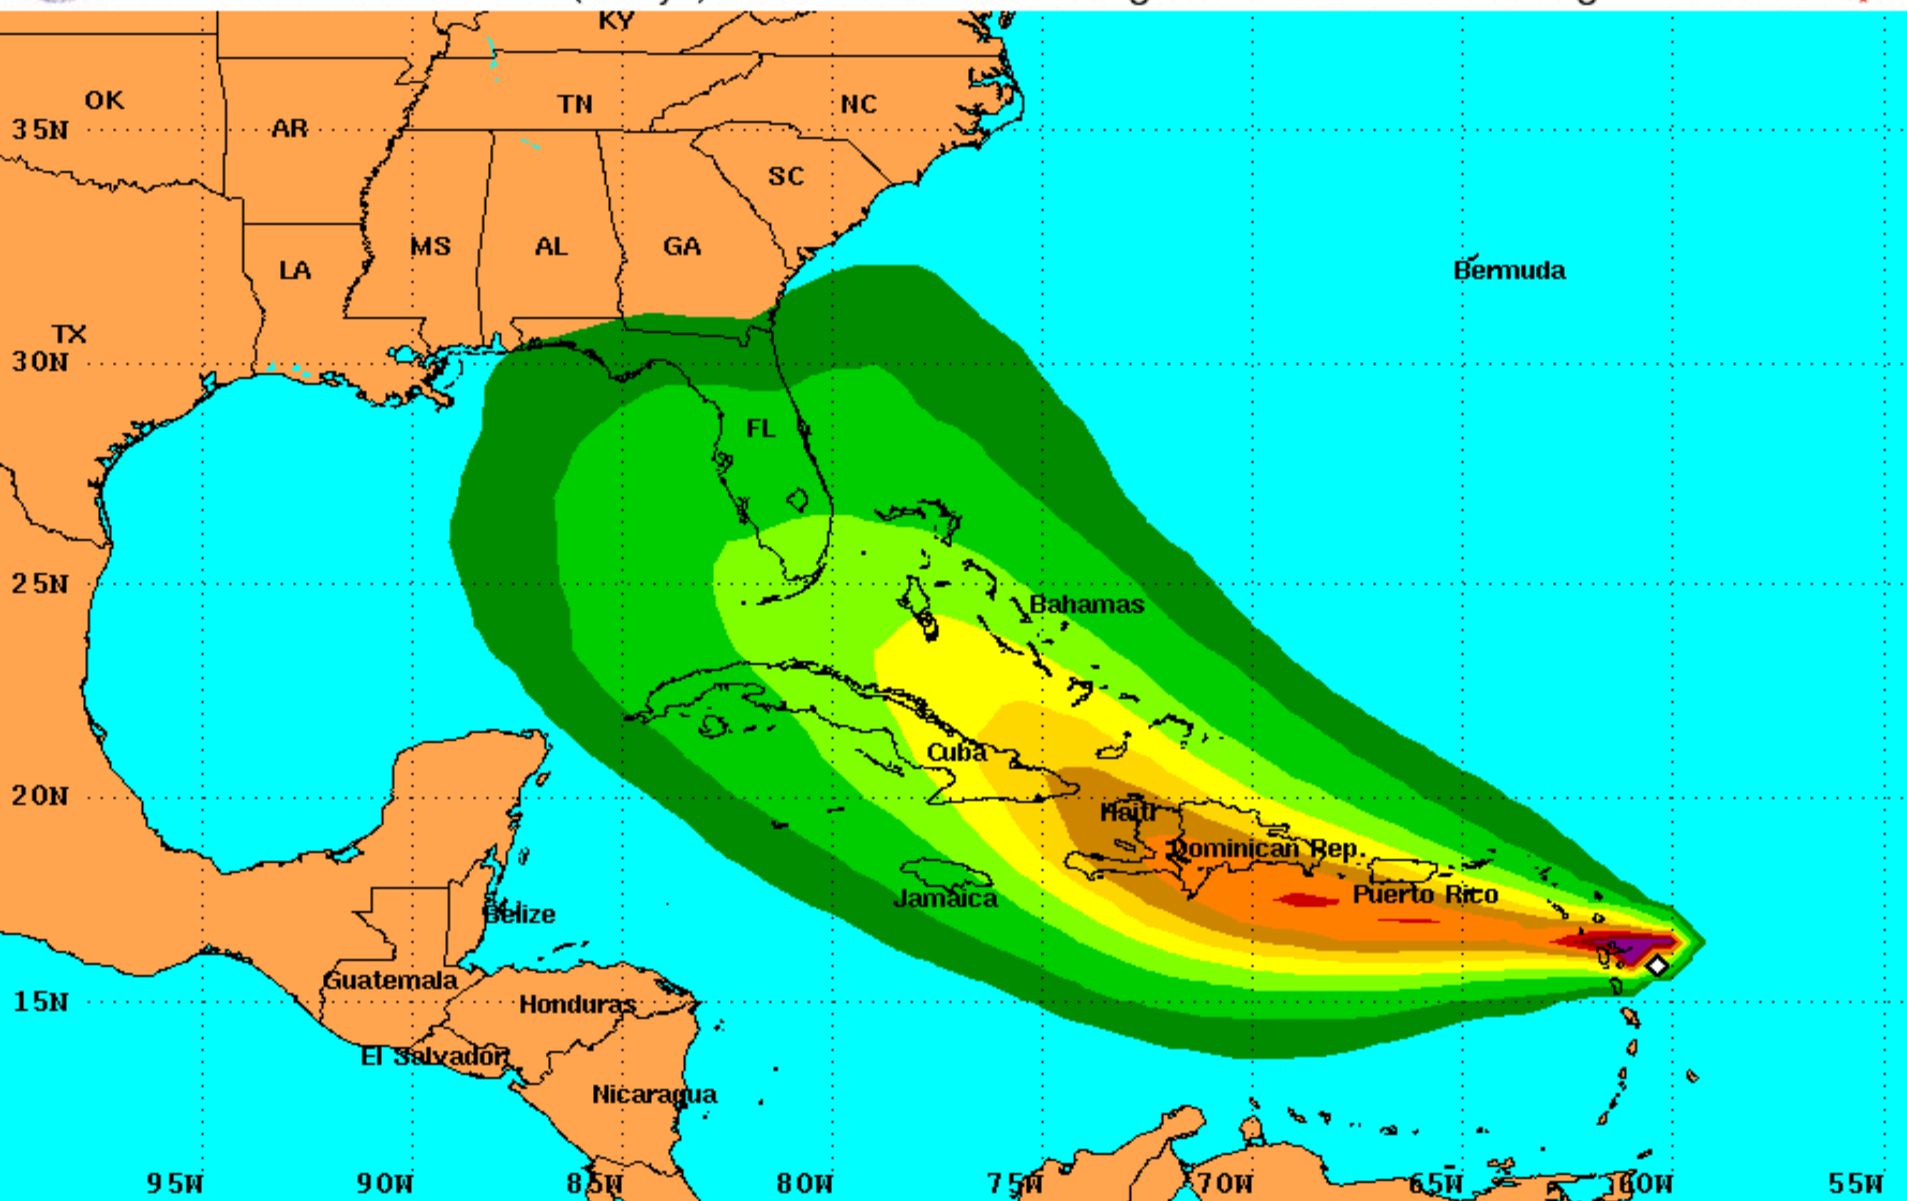 KY
OK
TN
NC
AR
35N
SC
MS
AL
GA
LA
Bermuda
TX
30N
FL
25N
Bahamas
Cuba
20N
Haiti
Dominican Rep.
Puerto Rico
Jamaica
Belize
Guatemala
15N
Honduras
El Salvador
Nicaragua
95W 90W 85W 80W 75W 70W 65W 60W 55W